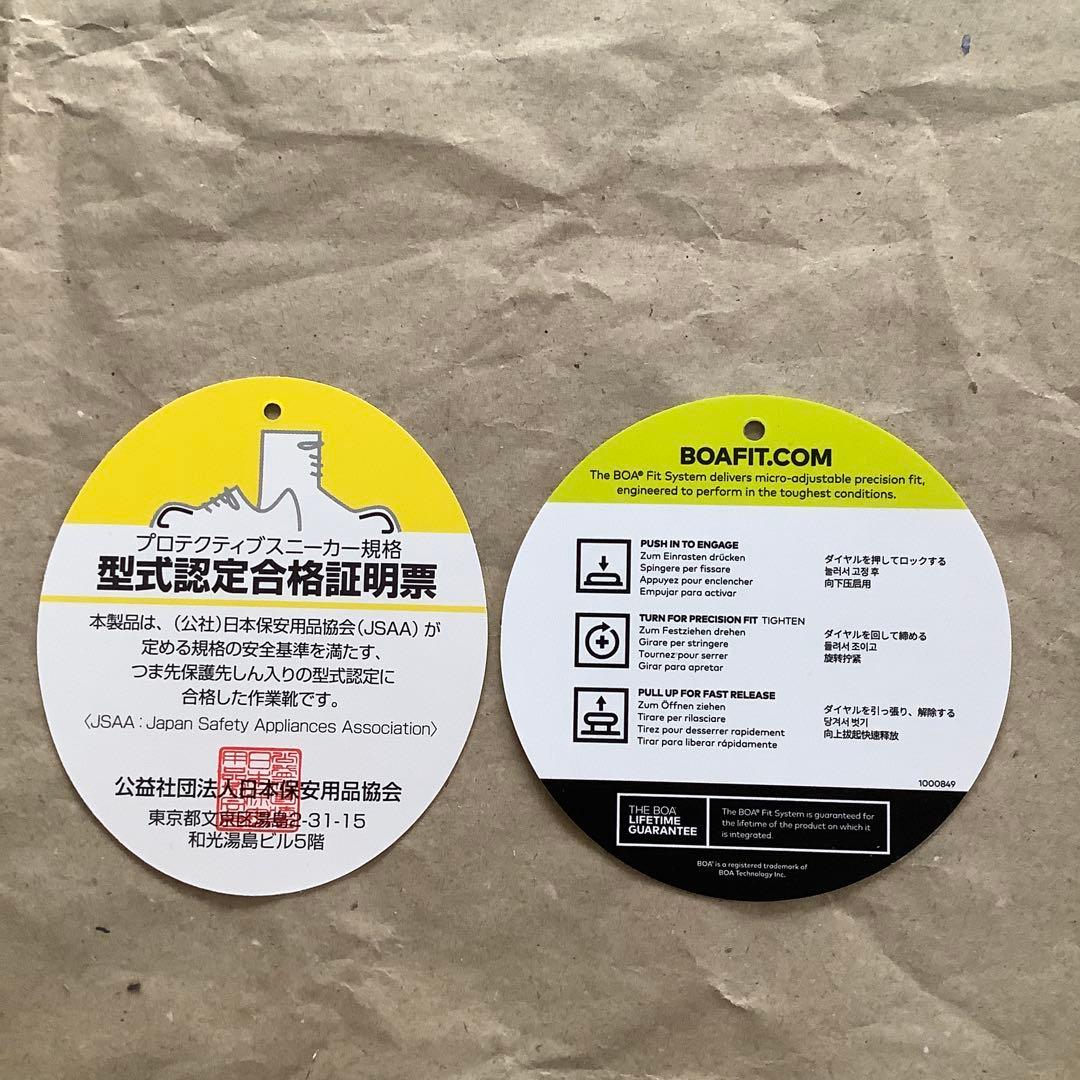 プロテクティブスニーカー規格
型式認定合格証明票
本製品は、（公社）日本保安用品協会（JSAA）が
定める規格の安全基準を満たす、
つま先保護先しん入りの型式認定に
合格した作業靴です。
〈JSAA：Japan Safety Appliances Association〉
公益社団法人日本保安用品協会
東京都文京区湯島2-31-15
和光湯島ビル5階
BOAFIT.COM
The BOA® Fit System delivers micro-adjustable precision fit,
engineered to perform in the toughest conditions.
PUSH IN TO ENGAGE
Zum Einrasten drücken
Spingere per fissare
Appuyez pour enclencher
Empujar para activar
ダイヤルを押してロックする
눌러서 고정 후
向下压启用
TURN FOR PRECISION FIT TIGHTEN
Zum Festziehen drehen
Girare per stringere
Tournez pour serrer
Girar para apretar
ダイヤルを回して締める
돌려서 조이고
旋转拧紧
PULL UP FOR FAST RELEASE
Zum Öffnen ziehen
Tirare per rilasciare
Tirez pour desserrer rapidement
Tirar para liberar rápidamente
ダイヤルを引っ張り、解除する
당겨서 벗기
向上拔起快速释放
1000849
THE BOA®
LIFETIME
GUARANTEE
The BOA® Fit System is guaranteed for
the lifetime of the product on which it
is integrated.
BOA® is a registered trademark of
BOA Technology Inc.